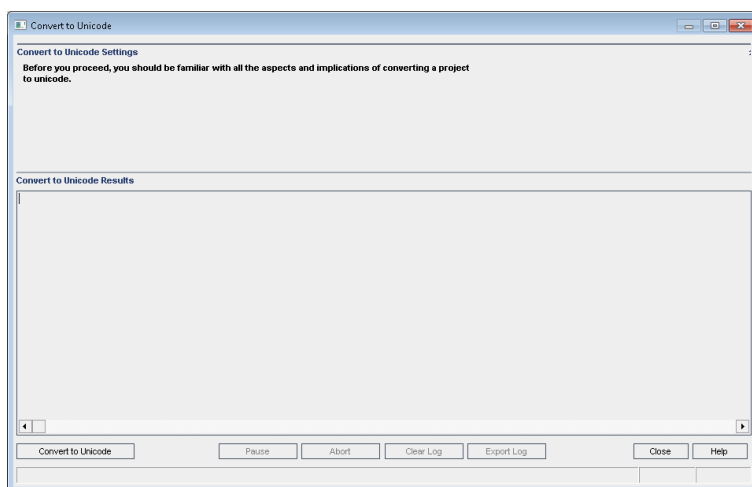 Convert to Unicode
Convert to Unicode Settings
Before you proceed, you should be familiar with all the aspects and implications of converting a project
to unicode.
Convert to Unicode Results
Convert to Unicode Pause Abort Clear Log Export Log Close Help